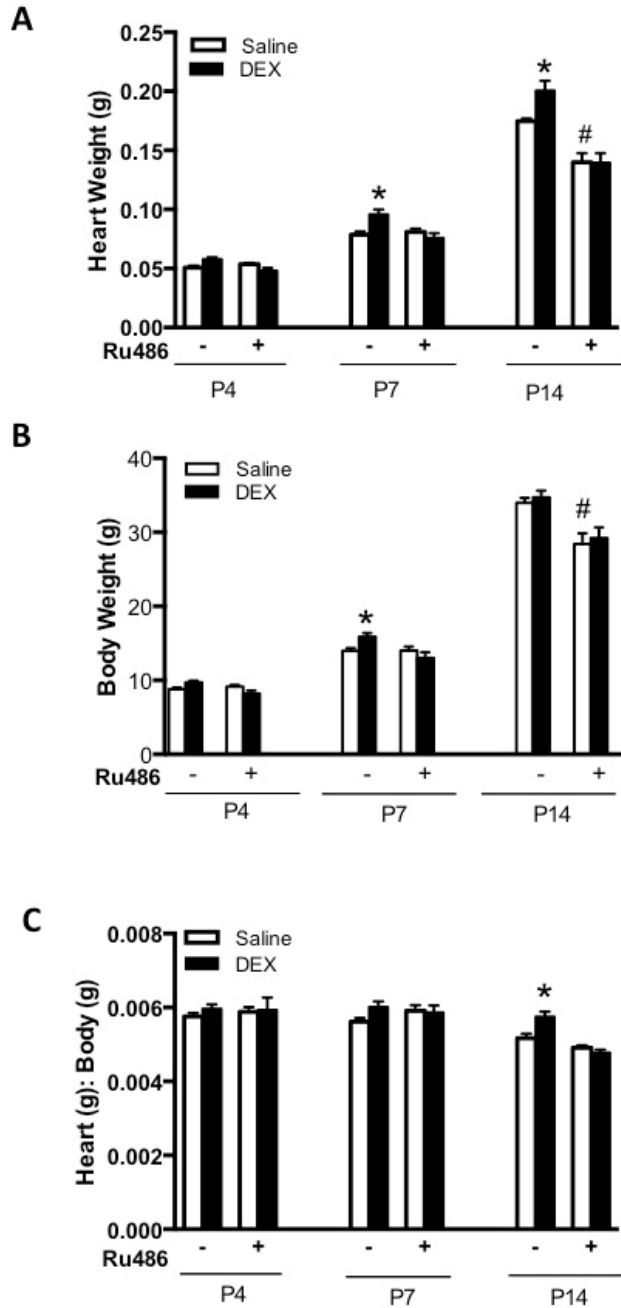 A
Heart Weight (g)
0.25
0.20
0.15
0.10
0.05
0.00
Saline
DEX
*
*
#
Ru486 - + - + - +
P4 P7 P14
B
Body Weight (g)
40
30
20
10
0
Saline
DEX
*
#
Ru486 - + - + - +
P4 P7 P14
C
Heart (g): Body (g)
0.008
0.006
0.004
0.002
0.000
Saline
DEX
*
Ru486 - + - + - +
P4 P7 P14